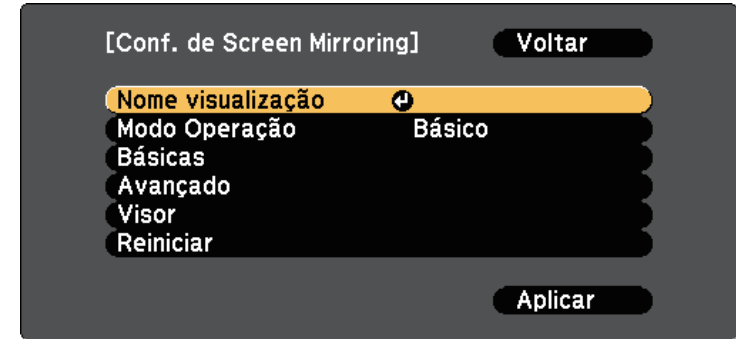 [Conf. de Screen Mirroring] Voltar
Nome visualização
Modo Operação Básico
Básicas
Avançado
Visor
Reiniciar
Aplicar